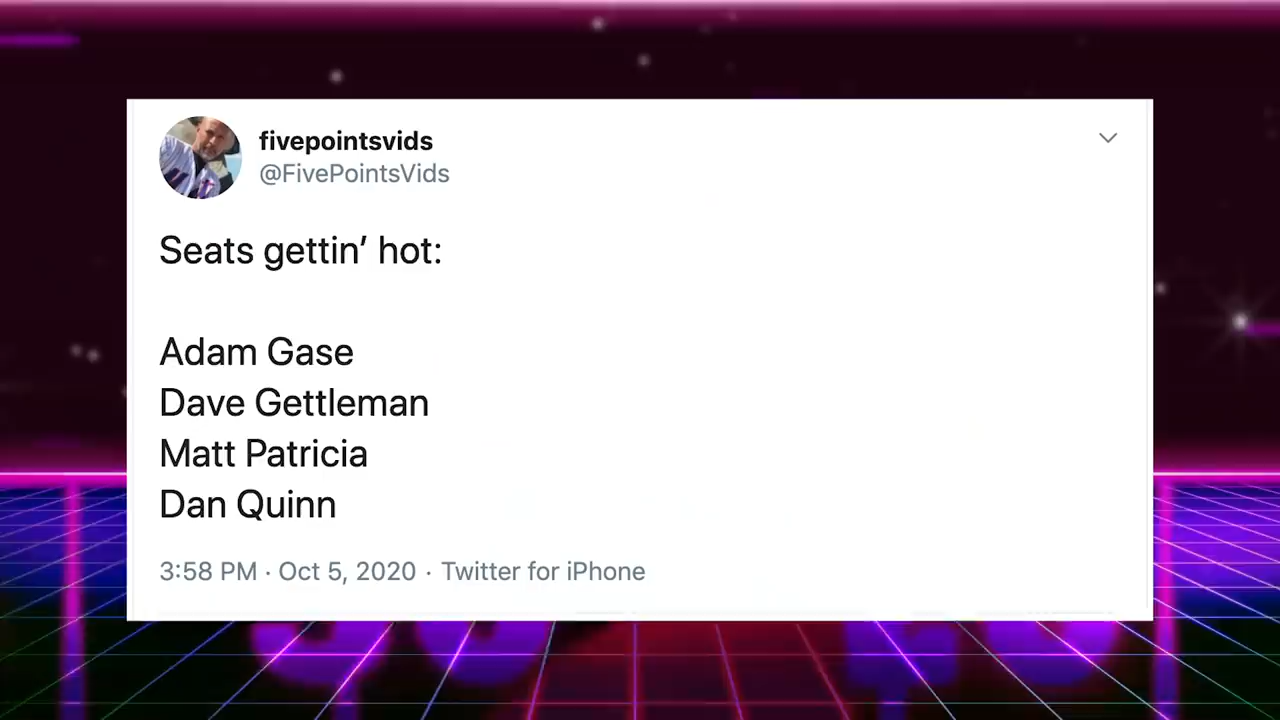 fivepointsvids
@FivePointsVids
Seats gettin’ hot:
Adam Gase
Dave Gettleman
Matt Patricia
Dan Quinn
3:58 PM · Oct 5, 2020 · Twitter for iPhone